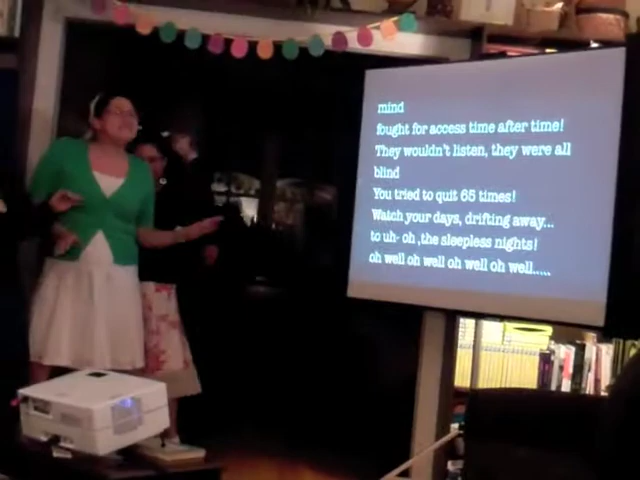 mind
fought for access time after time!
They wouldn't listen, they were all
blind
You tried to quit 65 times!
Watch your days, drifting away...
to uh- oh ,the sleepless nights!
oh well oh well oh well oh well.....